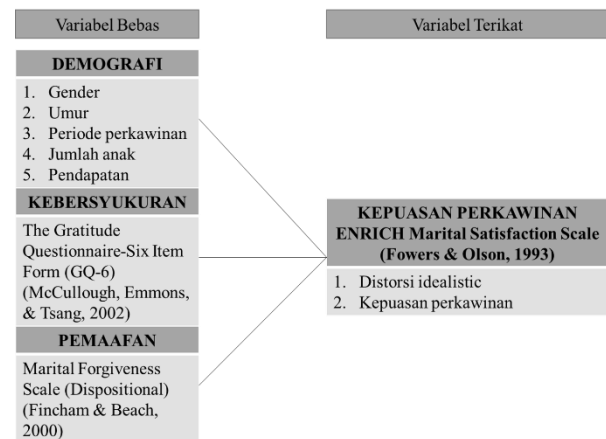 Variabel Bebas
DEMOGRAFI
1. Gender
2. Umur
3. Periode perkawinan
4. Jumlah anak
5. Pendapatan
KEBERSYUKURAN
The Gratitude
Questionnaire-Six Item
Form (GQ-6)
(McCullough, Emmons,
& Tsang, 2002)
PEMAAFAN
Marital Forgiveness
Scale (Dispositional)
(Fincham & Beach,
2000)
Variabel Terikat
KEPUASAN PERKAWINAN
ENRICH Marital Satisfaction Scale
(Fowers & Olson, 1993)
1. Distorsi idealistic
2. Kepuasan perkawinan